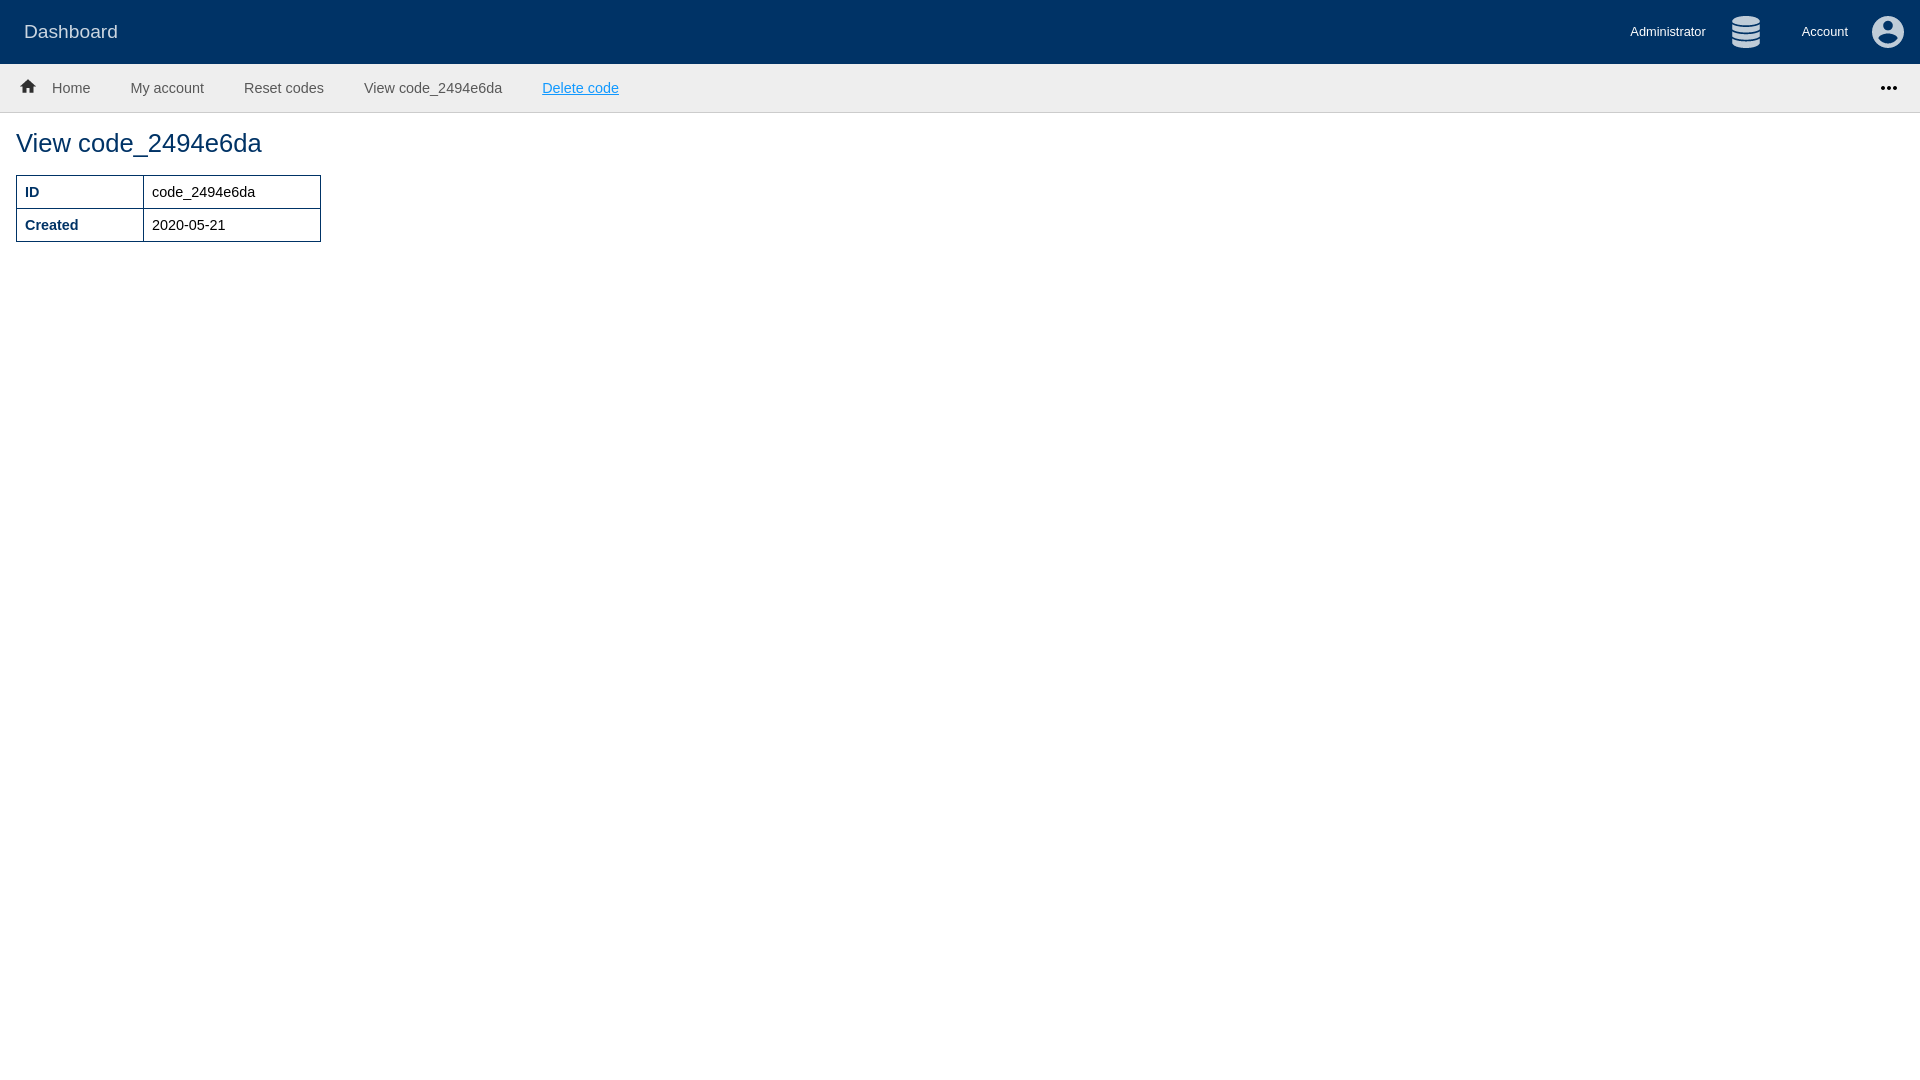 Dashboard
Administrator
Account
Home
My account
Reset codes
View code_2494e6da
Delete code
View code_2494e6da
ID code_2494e6da
Created 2020-05-21